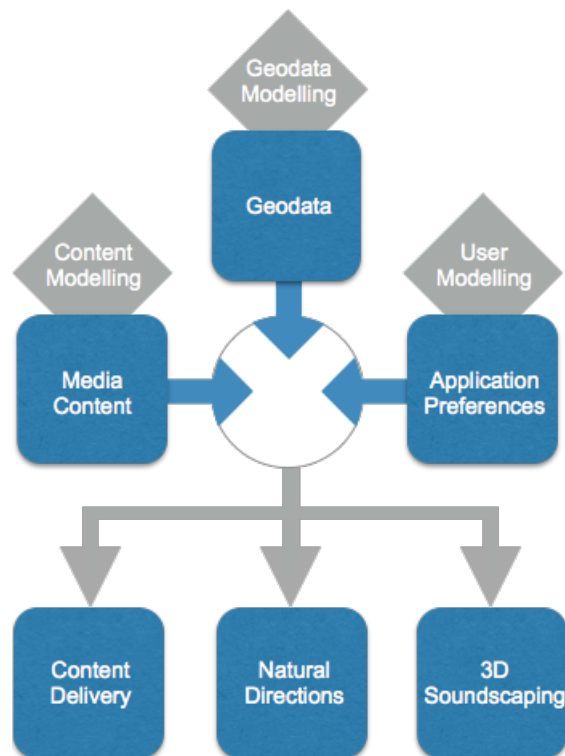 Geodata
Modelling
Geodata
Content
Modelling
User
Modelling
Media
Content
Application
Preferences
Content
Delivery
Natural
Directions
3D
Soundscaping